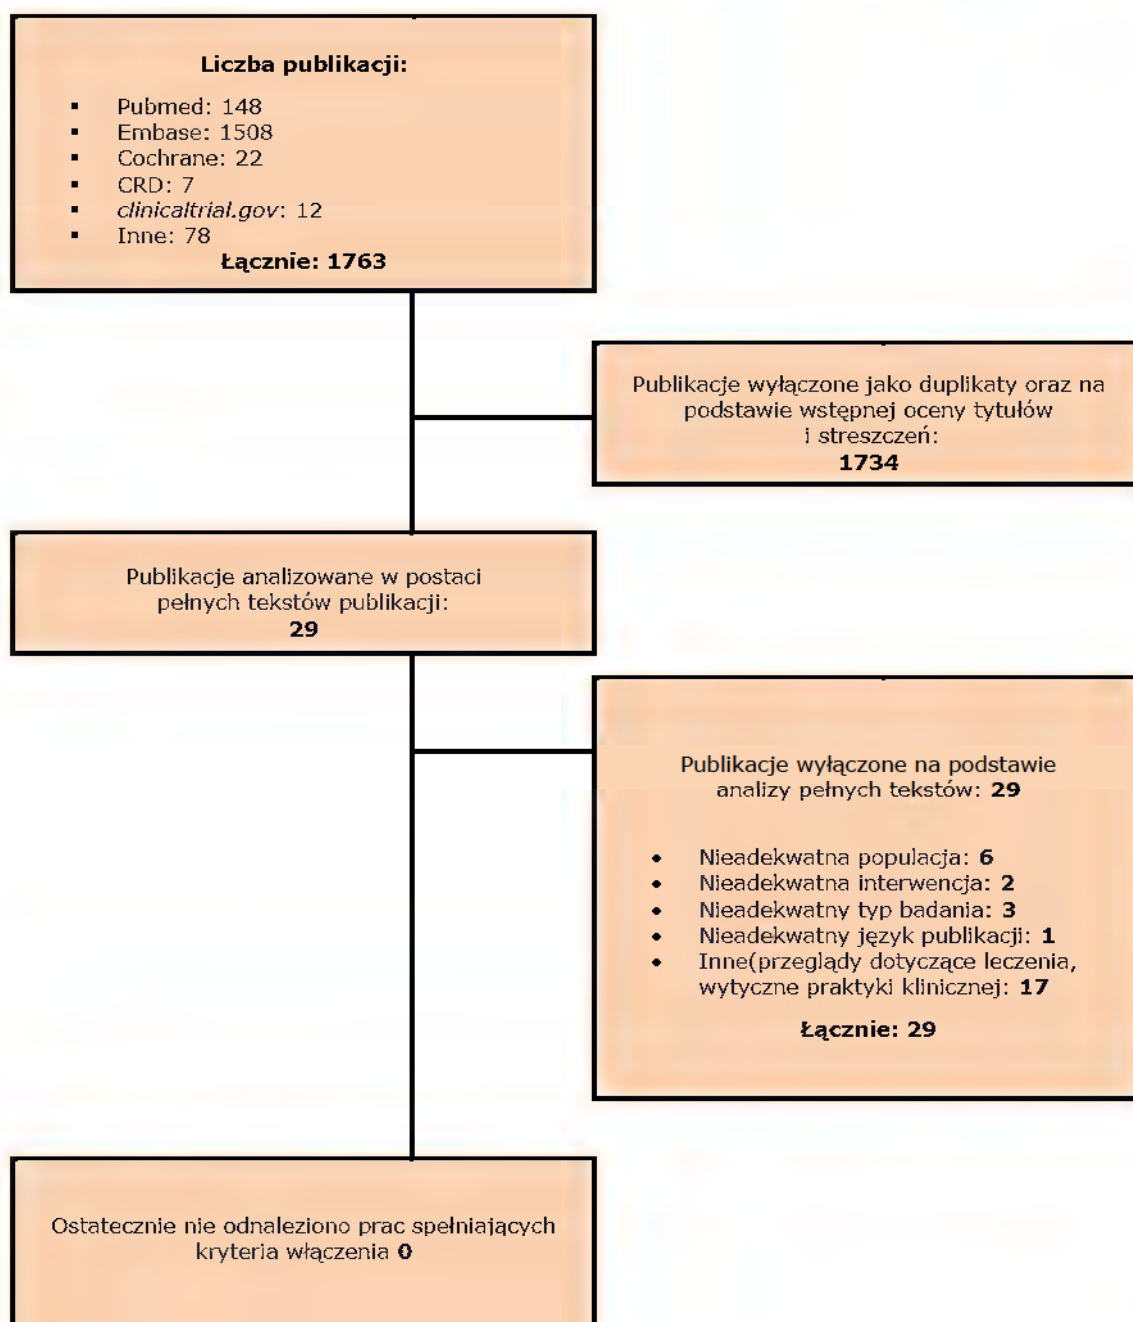 Liczba publikacji:
▪ Pubmed: 148
▪ Embase: 1508
▪ Cochrane: 22
▪ CRD: 7
▪ clinicaltrial.gov: 12
▪ Inne: 78
Łącznie: 1763
Publikacje wyłączone jako duplikaty oraz na
podstawie wstępnej oceny tytułów
i streszczeń:
1734
Publikacje analizowane w postaci
pełnych tekstów publikacji:
29
Publikacje wyłączone na podstawie
analizy pełnych tekstów: 29
• Nieadekwatna populacja: 6
• Nieadekwatna interwencja: 2
• Nieadekwatny typ badania: 3
• Nieadekwatny język publikacji: 1
• Inne(przeglądy dotyczące leczenia,
wytyczne praktyki klinicznej: 17
Łącznie: 29
Ostatecznie nie odnaleziono prac spełniających
kryteria włączenia 0